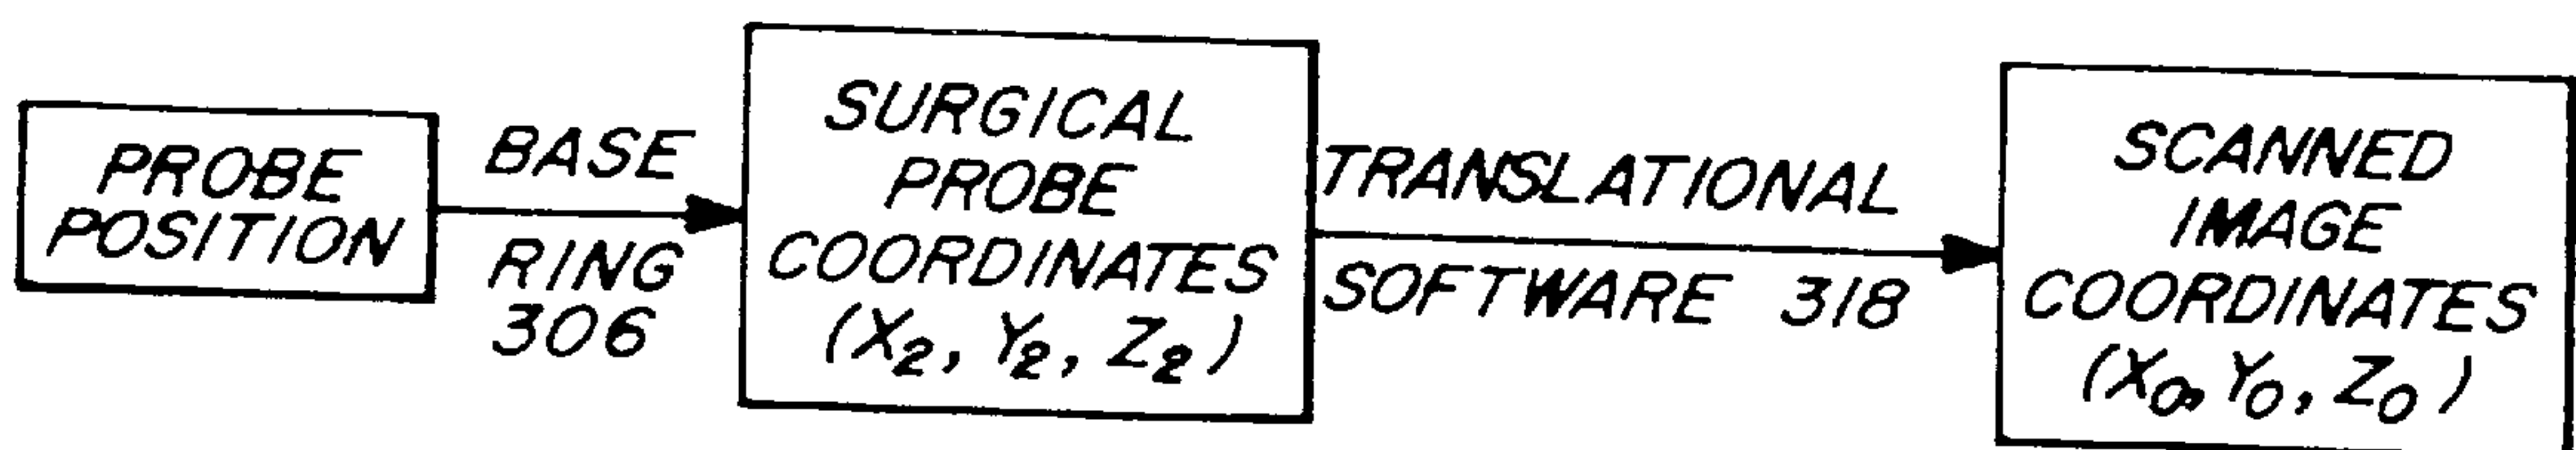 PROBE
POSITION
BASE
RING
306
SURGICAL
PROBE
COORDINATES
(X₂, Y₂, Z₂)
TRANSLATIONAL
SOFTWARE 318
SCANNED
IMAGE
COORDINATES
(X₀, Y₀, Z₀)